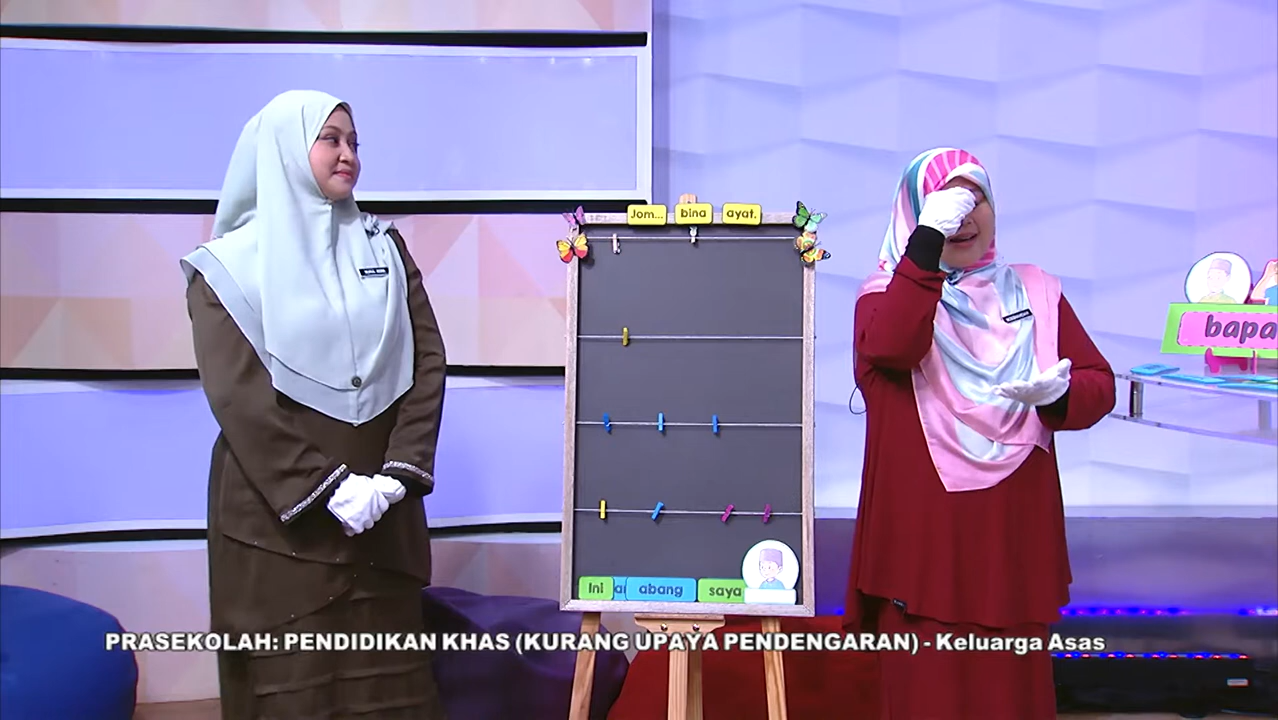 Jom... bina ayat.
bapa
Ini abang saya
PRASEKOLAH: PENDIDIKAN KHAS (KURANG UPAYA PENDENGARAN) - Keluarga Asas